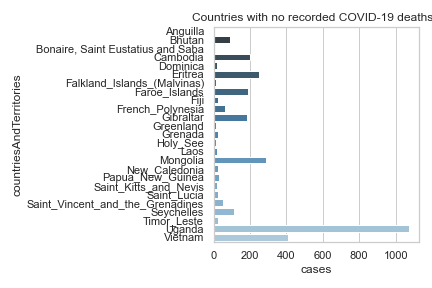 Countries with no recorded COVID-19 deaths
countriesAndTerritories
Anguilla
Bhutan
Bonaire, Saint Eustatius and Saba
Cambodia
Dominica
Eritrea
Falkland_Islands_(Malvinas)
Faroe_Islands
Fiji
French_Polynesia
Gibraltar
Greenland
Grenada
Holy_See
Laos
Mongolia
New_Caledonia
Papua_New_Guinea
Saint_Kitts_and_Nevis
Saint_Lucia
Saint_Vincent_and_the_Grenadines
Seychelles
Timor_Leste
Uganda
Vietnam
0 200 400 600 800 1000
cases